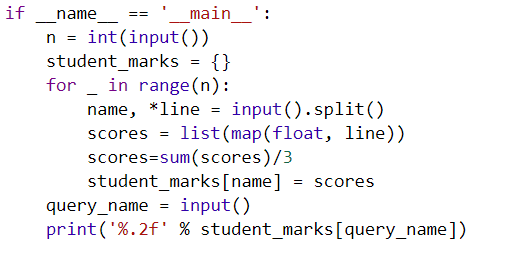 if __name__ == '__main__':
    n = int(input())
    student_marks = {}
    for _ in range(n):
        name, *line = input().split()
        scores = list(map(float, line))
        scores=sum(scores)/3
        student_marks[name] = scores
    query_name = input()
    print('%.2f' % student_marks[query_name])